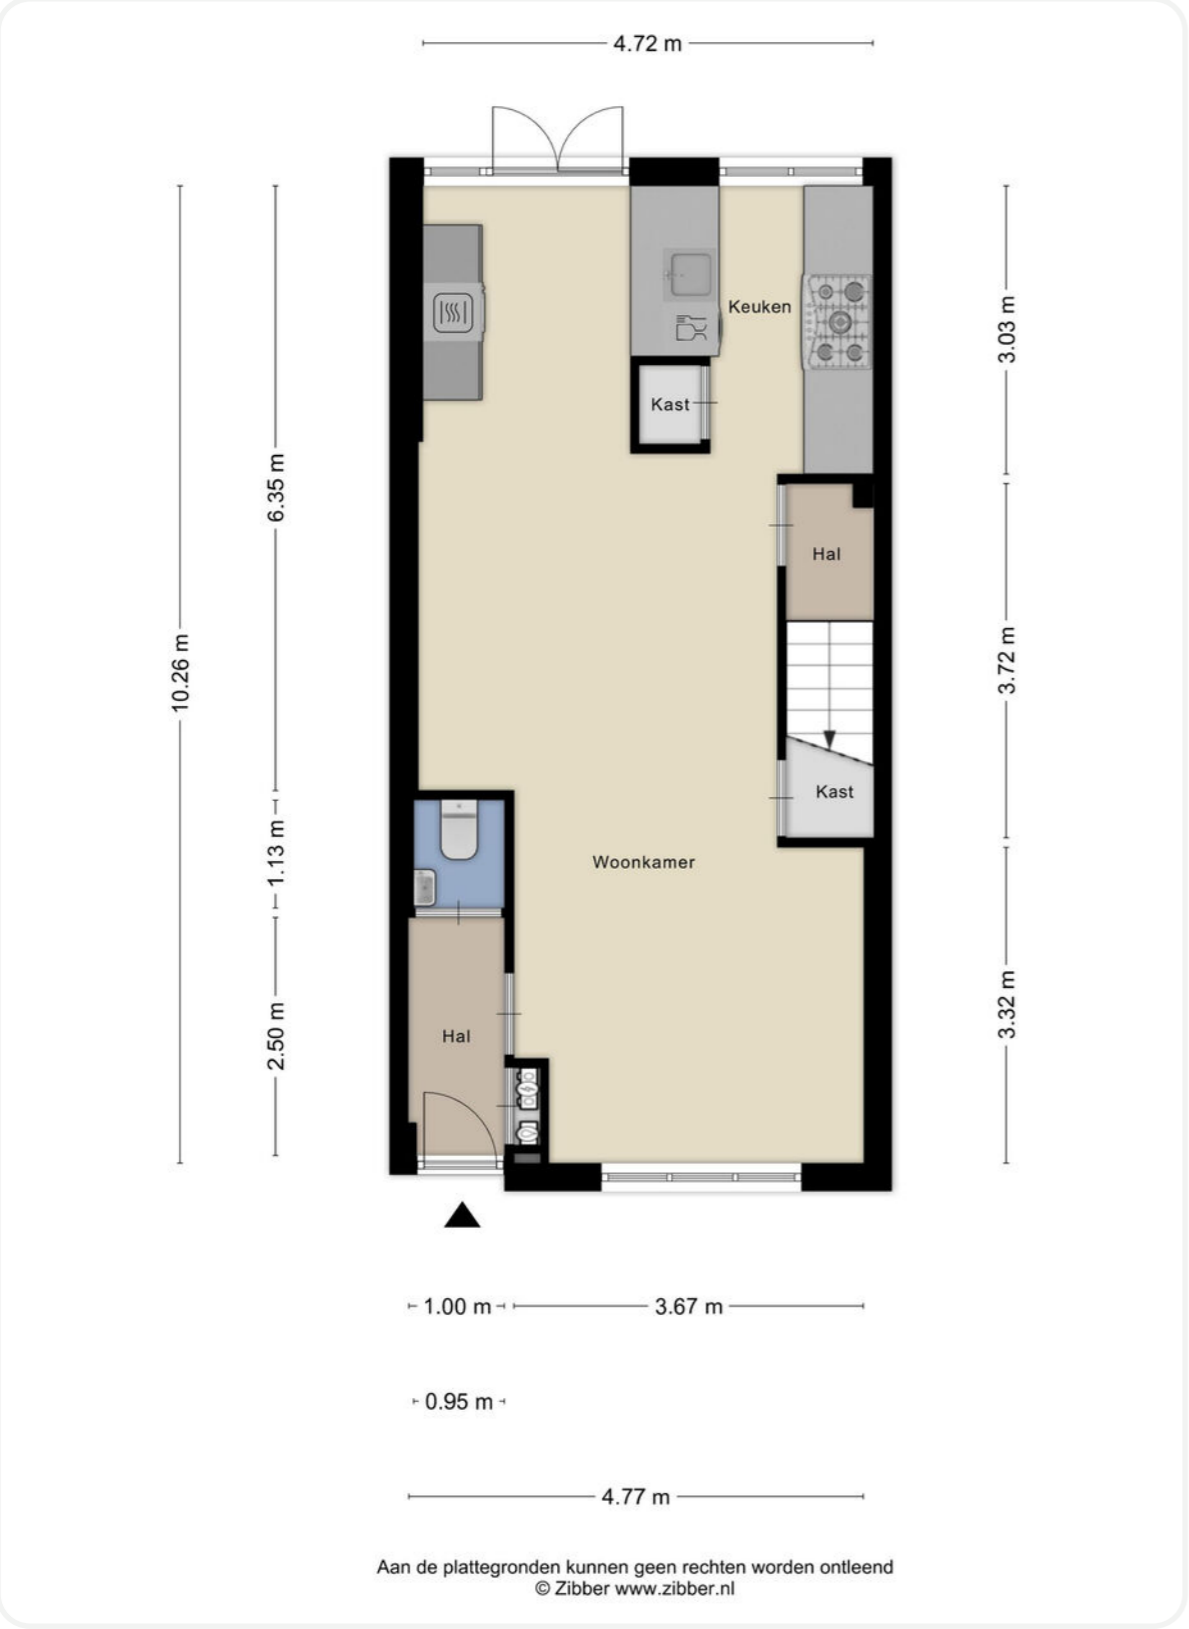 4.72 m
Keuken
3.03 m
Kast
6.35 m
Hal
10.26 m
3.72 m
Kast
1.13 m
Woonkamer
2.50 m
Hal
3.32 m
1.00 m
3.67 m
0.95 m
4.77 m
Aan de plattegronden kunnen geen rechten worden ontleend
© Zibber www.zibber.nl